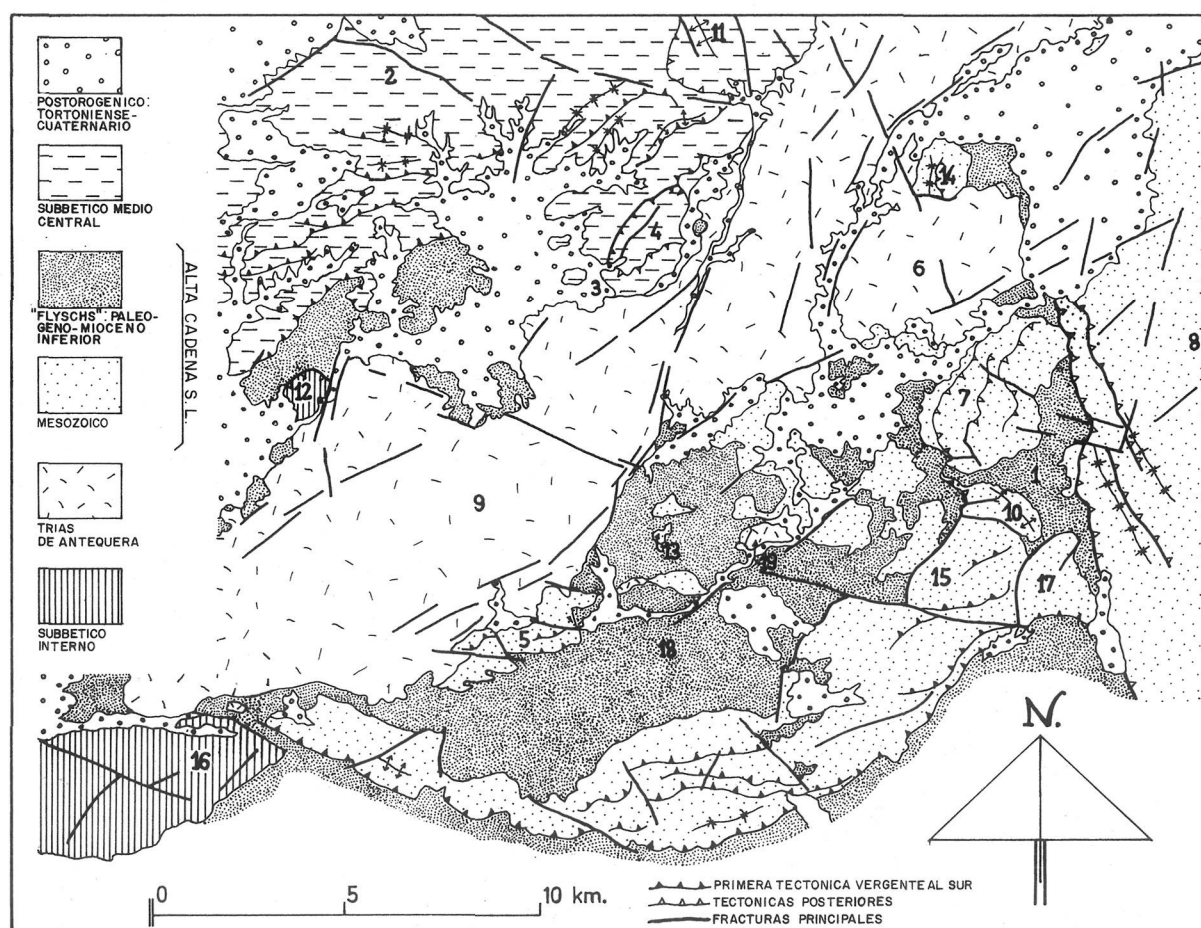 POSTOROGENICO:
TORTONIENSE-
CUATERNARIO
SUBBETICO MEDIO
CENTRAL
"FLYSCHS": PALEO-
GENO-MIOCENO
INFERIOR
MESOZOICO
ALTA CADENA S.L.
TRIAS
DE ANTEQUERA
SUBBETICO
INTERNO
11
2
14
4
6
3
8
12
7
9
1
10
13
19
15
17
5
18
16
N.
0 5 10 km.
PRIMERA TECTONICA VERGENTE AL SUR
TECTONICAS POSTERIORES
FRACTURAS PRINCIPALES